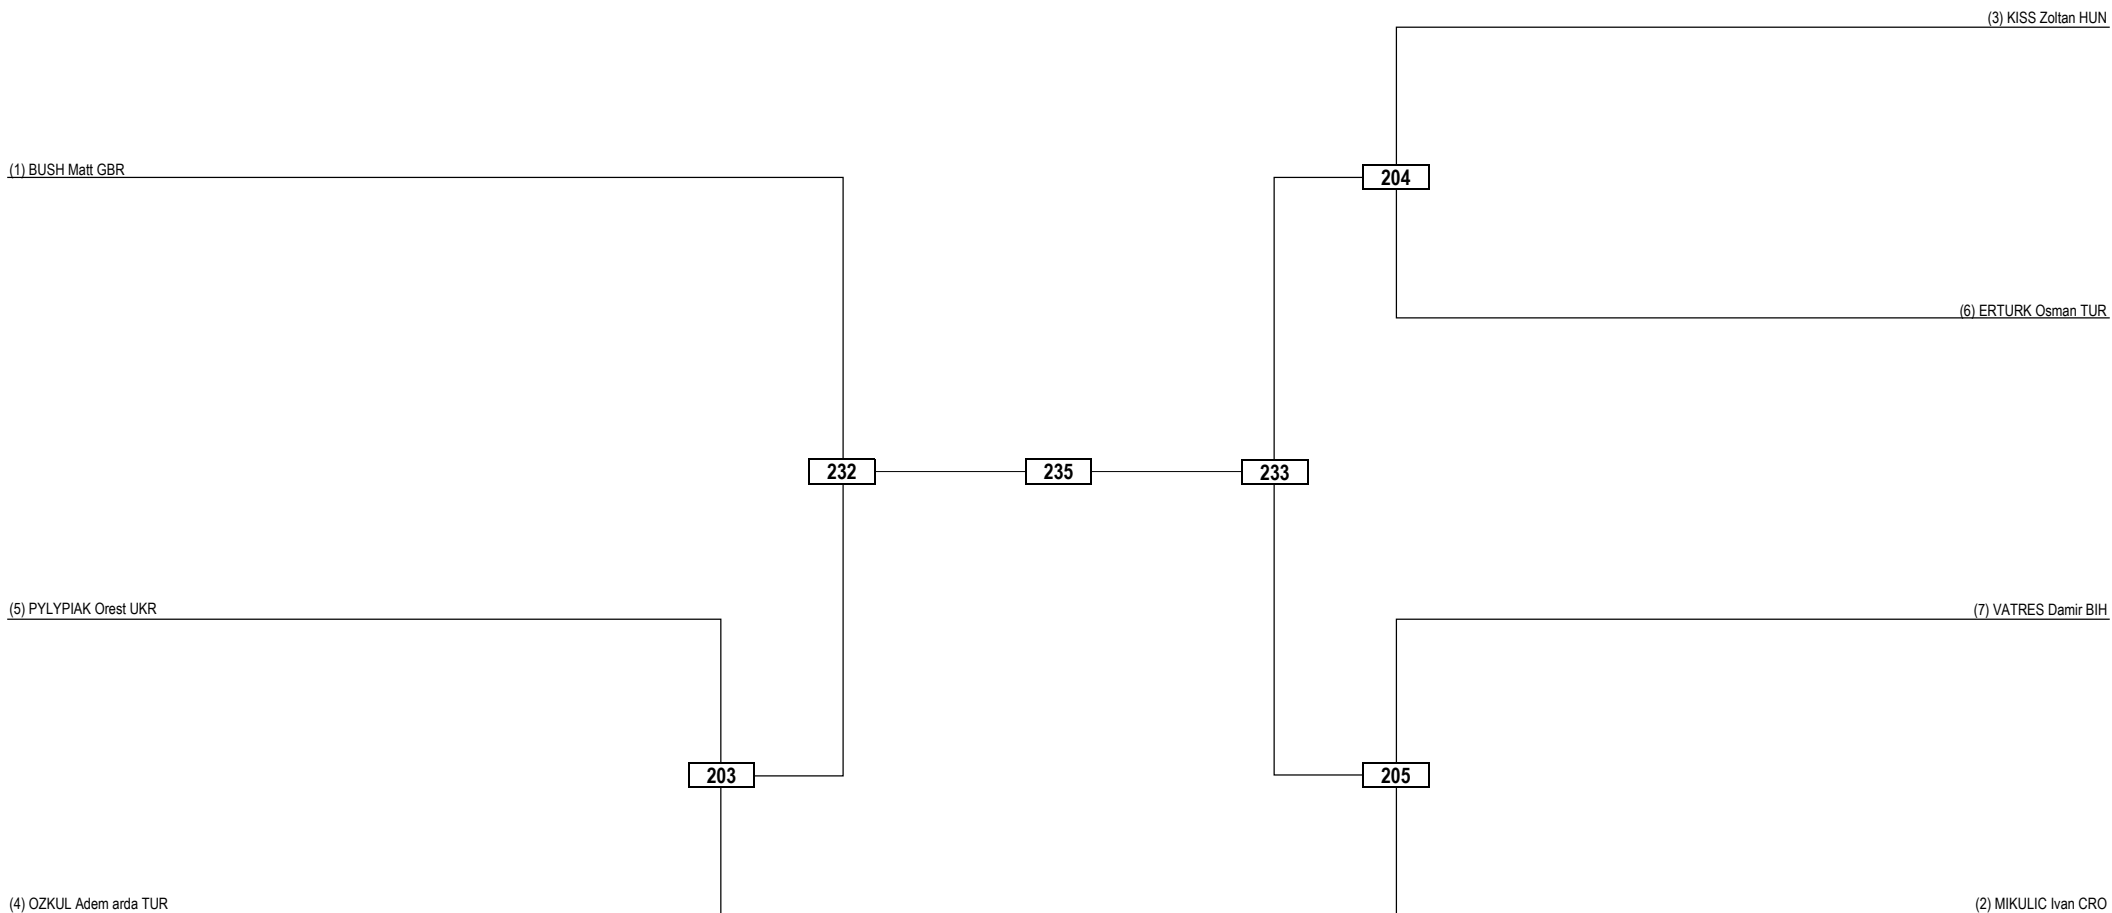 (3) KISS Zoltan HUN
(1) BUSH Matt GBR
204
(6) ERTURK Osman TUR
232
235
233
(5) PYLYPIAK Orest UKR
(7) VATRES Damir BIH
203
205
(4) OZKUL Adem arda TUR
(2) MIKULIC Ivan CRO